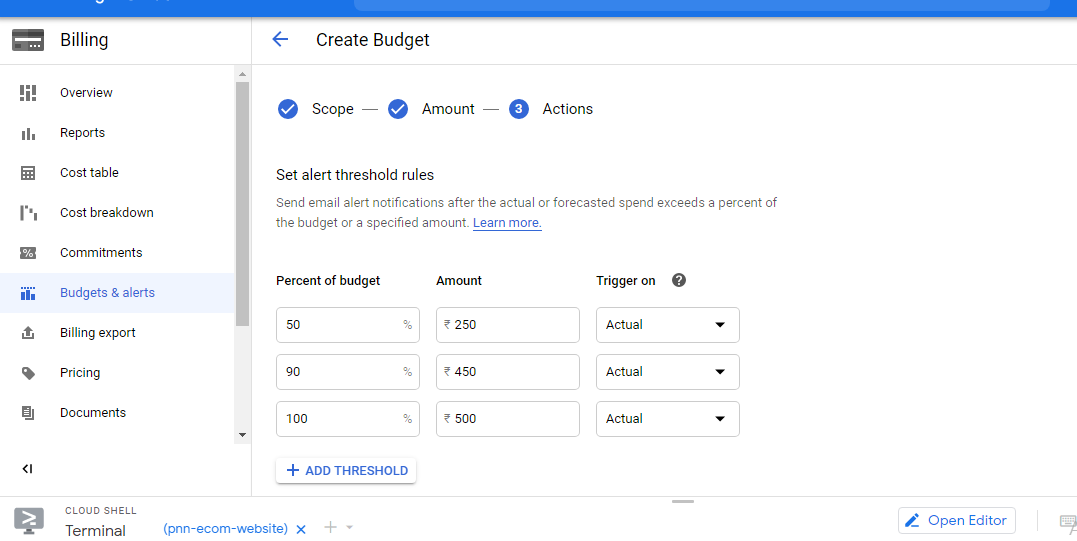 Billing
Create Budget
Overview
Reports
Cost table
Cost breakdown
Commitments
Budgets & alerts
Billing export
Pricing
Documents
Scope
Amount
3 Actions
Set alert threshold rules
Send email alert notifications after the actual or forecasted spend exceeds a percent of
the budget or a specified amount. Learn more.
Percent of budget Amount Trigger on ?
50 % ₹ 250 Actual
90 % ₹ 450 Actual
100 % ₹ 500 Actual
+ ADD THRESHOLD
CLOUD SHELL
Terminal (pnn-ecom-website) × + Open Editor